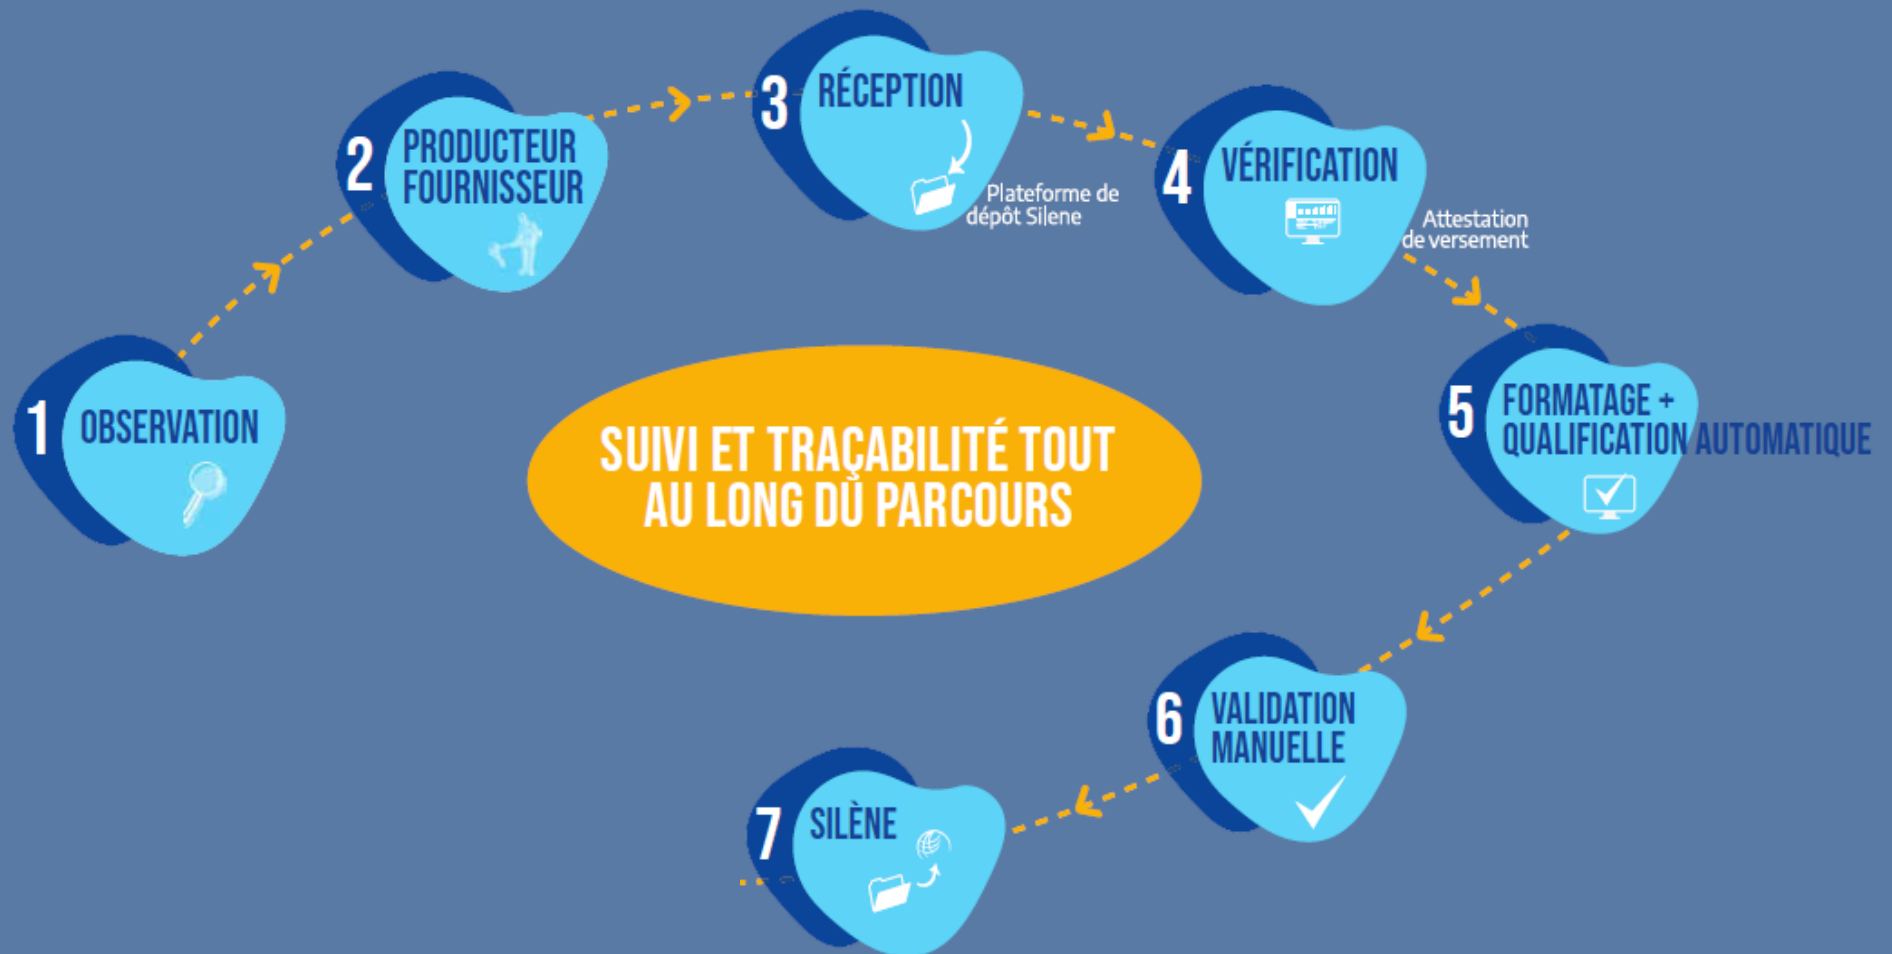 1
OBSERVATION
2
PRODUCTEUR
FOURNISSEUR
3
RÉCEPTION
Plateforme de
dépôt Silene
4
VÉRIFICATION
Attestation
de versement
5
FORMATAGE +
QUALIFICATION AUTOMATIQUE
6
VALIDATION
MANUELLE
7
SILÈNE
SUIVI ET TRAÇABILITÉ TOUT
AU LONG DU PARCOURS